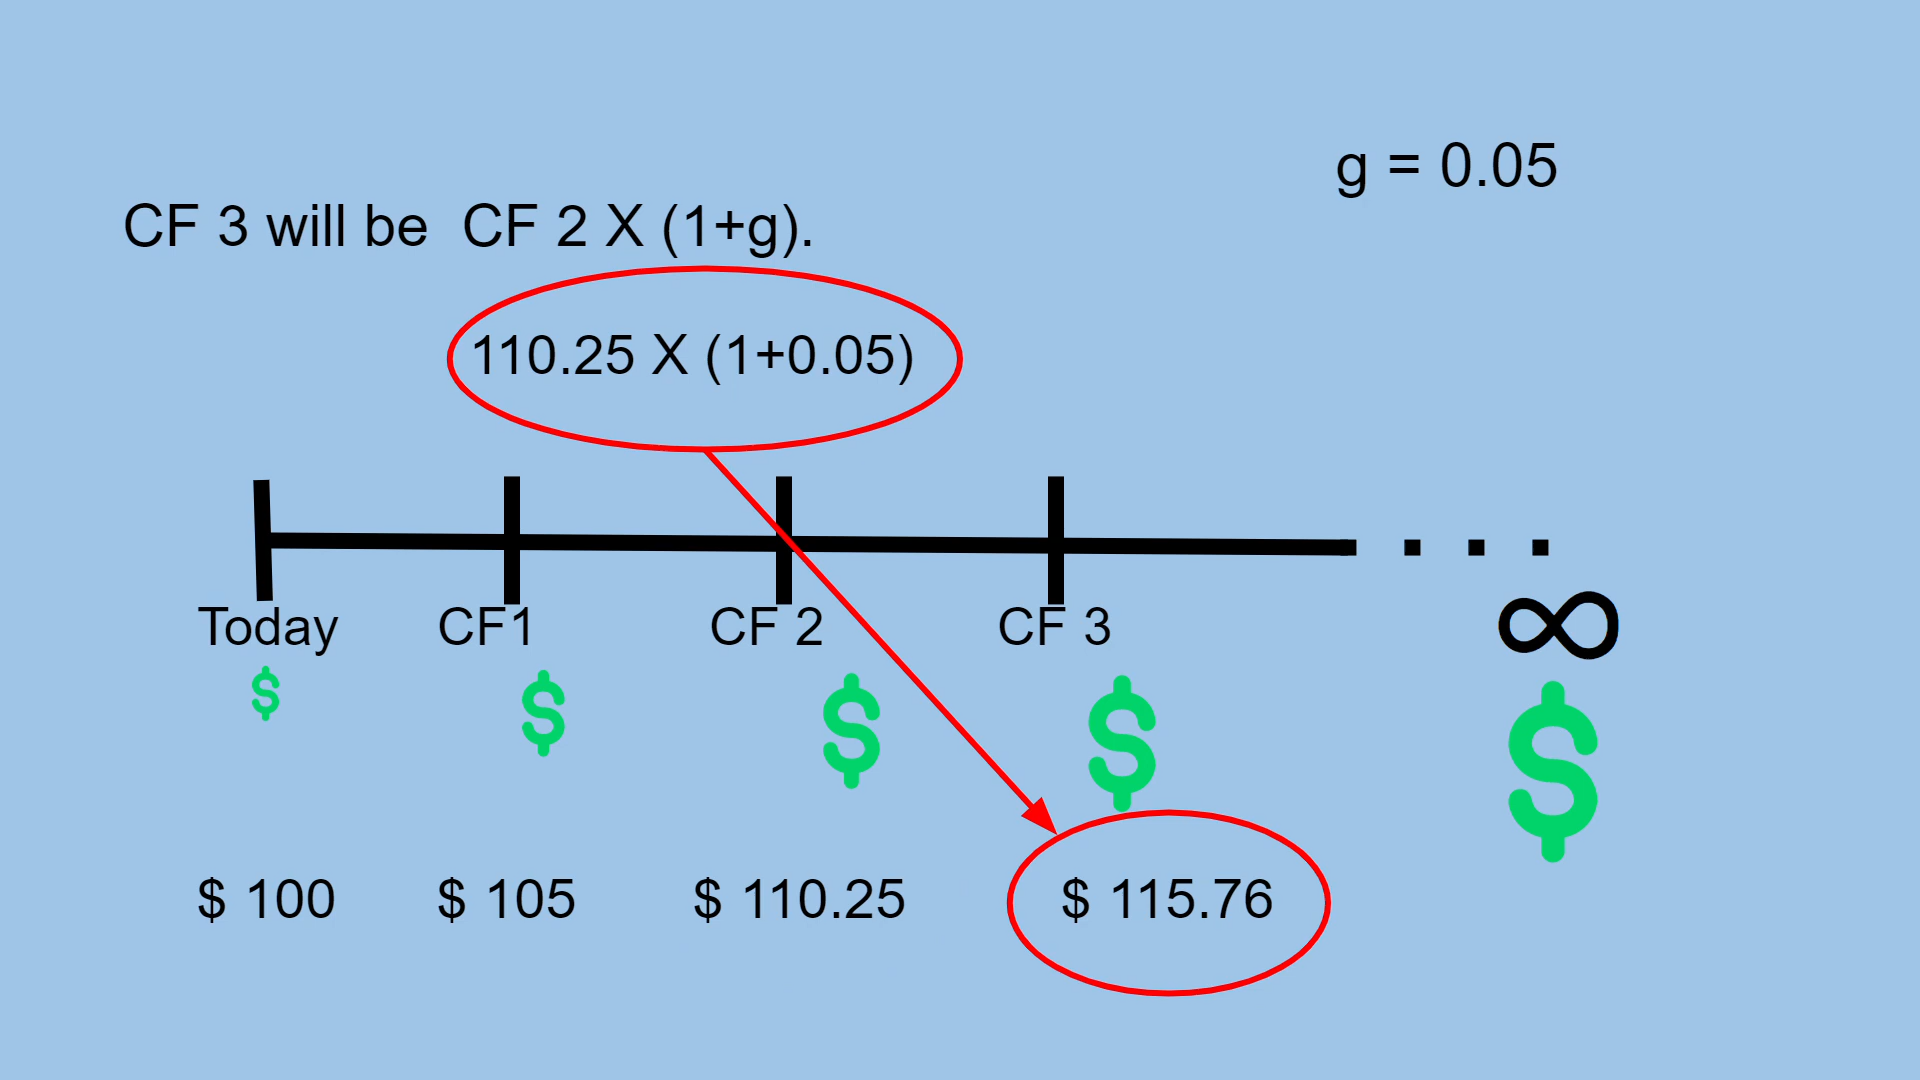 g = 0.05
CF 3 will be  CF 2 X (1+g).
110.25 X (1+0.05)
Today CF1 CF 2 CF 3 ∞
$ $ $ $ $
$ 100 $ 105 $ 110.25 $ 115.76